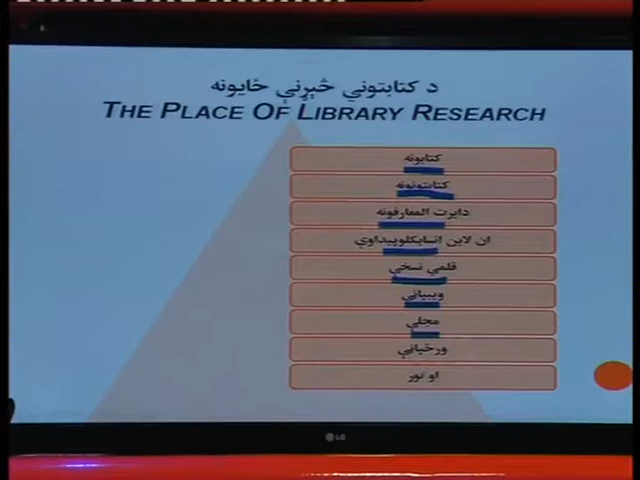 د کتابتوني څېړنې ځایونه
THE PLACE OF LIBRARY RESEARCH
کتابونه
کتابتونونه
دایرت المعارفونه
ان لاین انسایکلوپیډاوې
قلمي نسخې
ویبپاڼې
مجلې
ورځپاڼې
او نور
LG